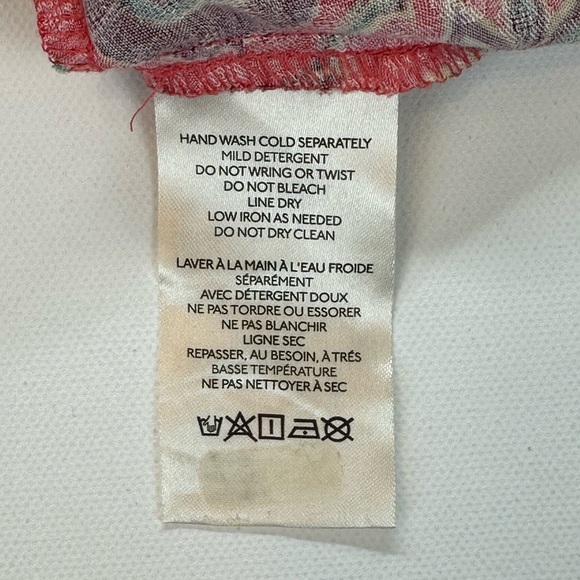 HAND WASH COLD SEPARATELY
MILD DETERGENT
DO NOT WRING OR TWIST
DO NOT BLEACH
LINE DRY
LOW IRON AS NEEDED
DO NOT DRY CLEAN
LAVER À LA MAIN À L'EAU FROIDE
SÉPARÉMENT
AVEC DÉTERGENT DOUX
NE PAS TORDRE OU ESSORER
NE PAS BLANCHIR
LIGNE SEC
REPASSER, AU BESOIN, À TRÉS
BASSE TEMPÉRATURE
NE PAS NETTOYER À SEC